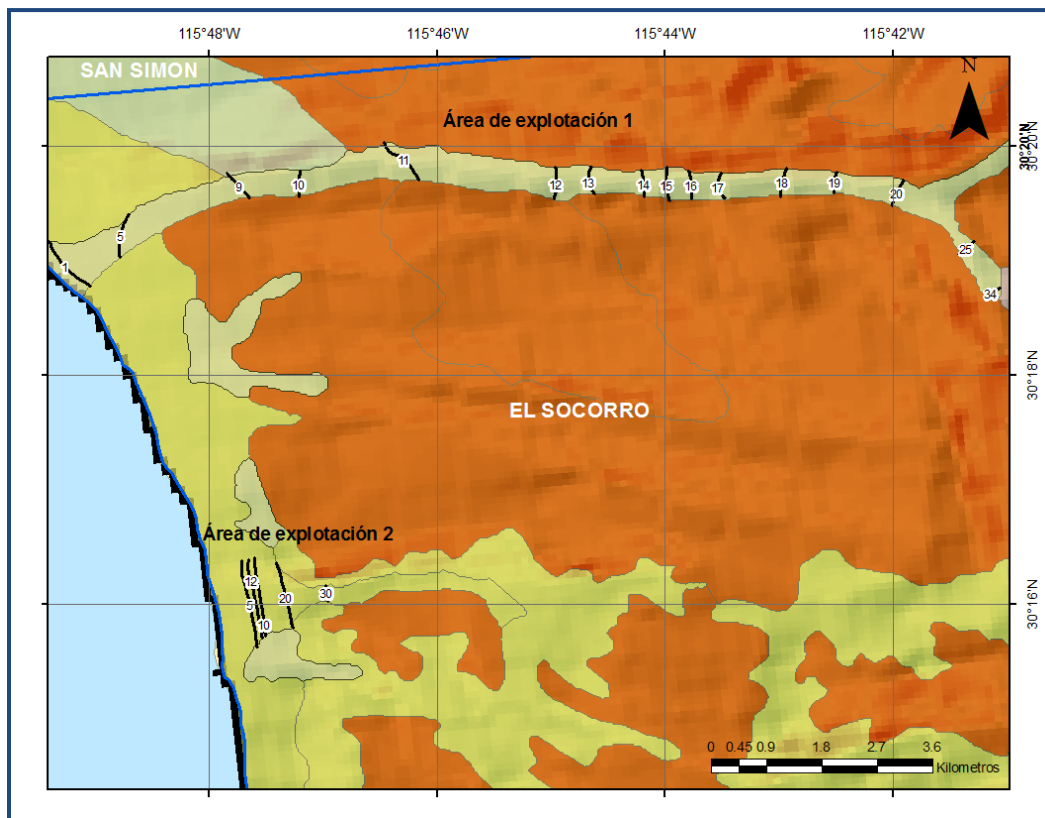 115°48'W 115°46'W 115°44'W 115°42'W
SAN SIMON
N
Área de explotación 1
30°20'N
30°20'N
11
9 10 12 13 14 15 16 17 18 19 20
5
25
1
34
30°18'N
EL SOCORRO
Área de explotación 2
12
5 20 30
10
30°16'N
0 0.45 0.9 1.8 2.7 3.6
Kilometros